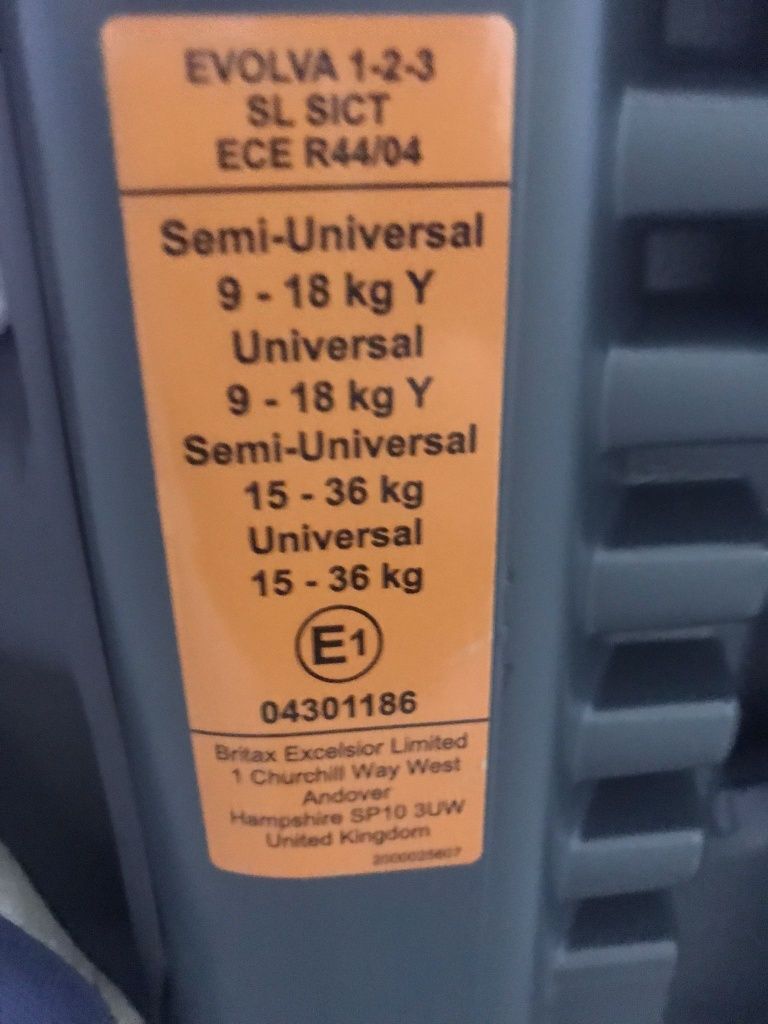 EVOLVA 1-2-3
SL SICT
ECE R44/04
Semi-Universal
9 - 18 kg Y
Universal
9 - 18 kg Y
Semi-Universal
15 - 36 kg
Universal
15 - 36 kg
E1
04301186
Britax Excelsior Limited
1 Churchill Way West
Andover
Hampshire SP10 3UW
United Kingdom